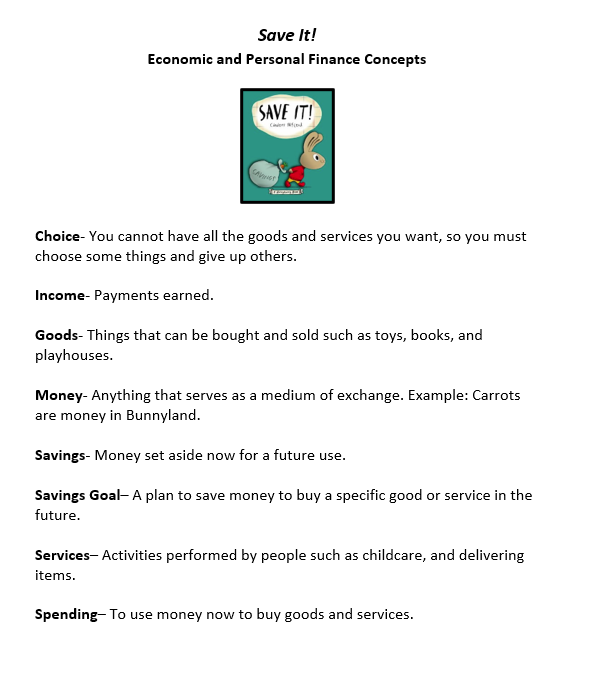 Save It!
Economic and Personal Finance Concepts
SAVE IT!
Choice- You cannot have all the goods and services you want, so you must
choose some things and give up others.
Income- Payments earned.
Goods- Things that can be bought and sold such as toys, books, and
playhouses.
Money- Anything that serves as a medium of exchange. Example: Carrots
are money in Bunnyland.
Savings- Money set aside now for a future use.
Savings Goal– A plan to save money to buy a specific good or service in the
future.
Services– Activities performed by people such as childcare, and delivering
items.
Spending– To use money now to buy goods and services.